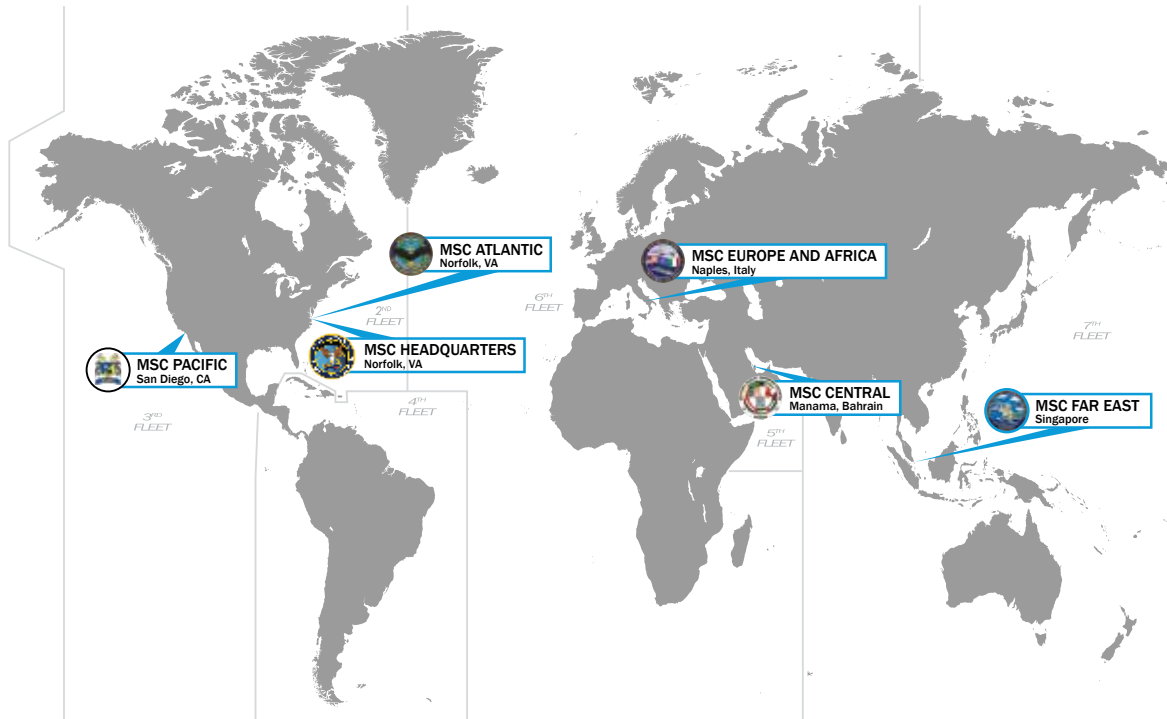 MSC ATLANTIC
Norfolk, VA
MSC EUROPE AND AFRICA
Naples, Italy
6TH
FLEET
2ND
FLEET
7TH
FLEET
MSC HEADQUARTERS
Norfolk, VA
MSC PACIFIC
San Diego, CA
MSC CENTRAL
Manama, Bahrain
4TH
FLEET
MSC FAR EAST
Singapore
3RD
FLEET
5TH
FLEET